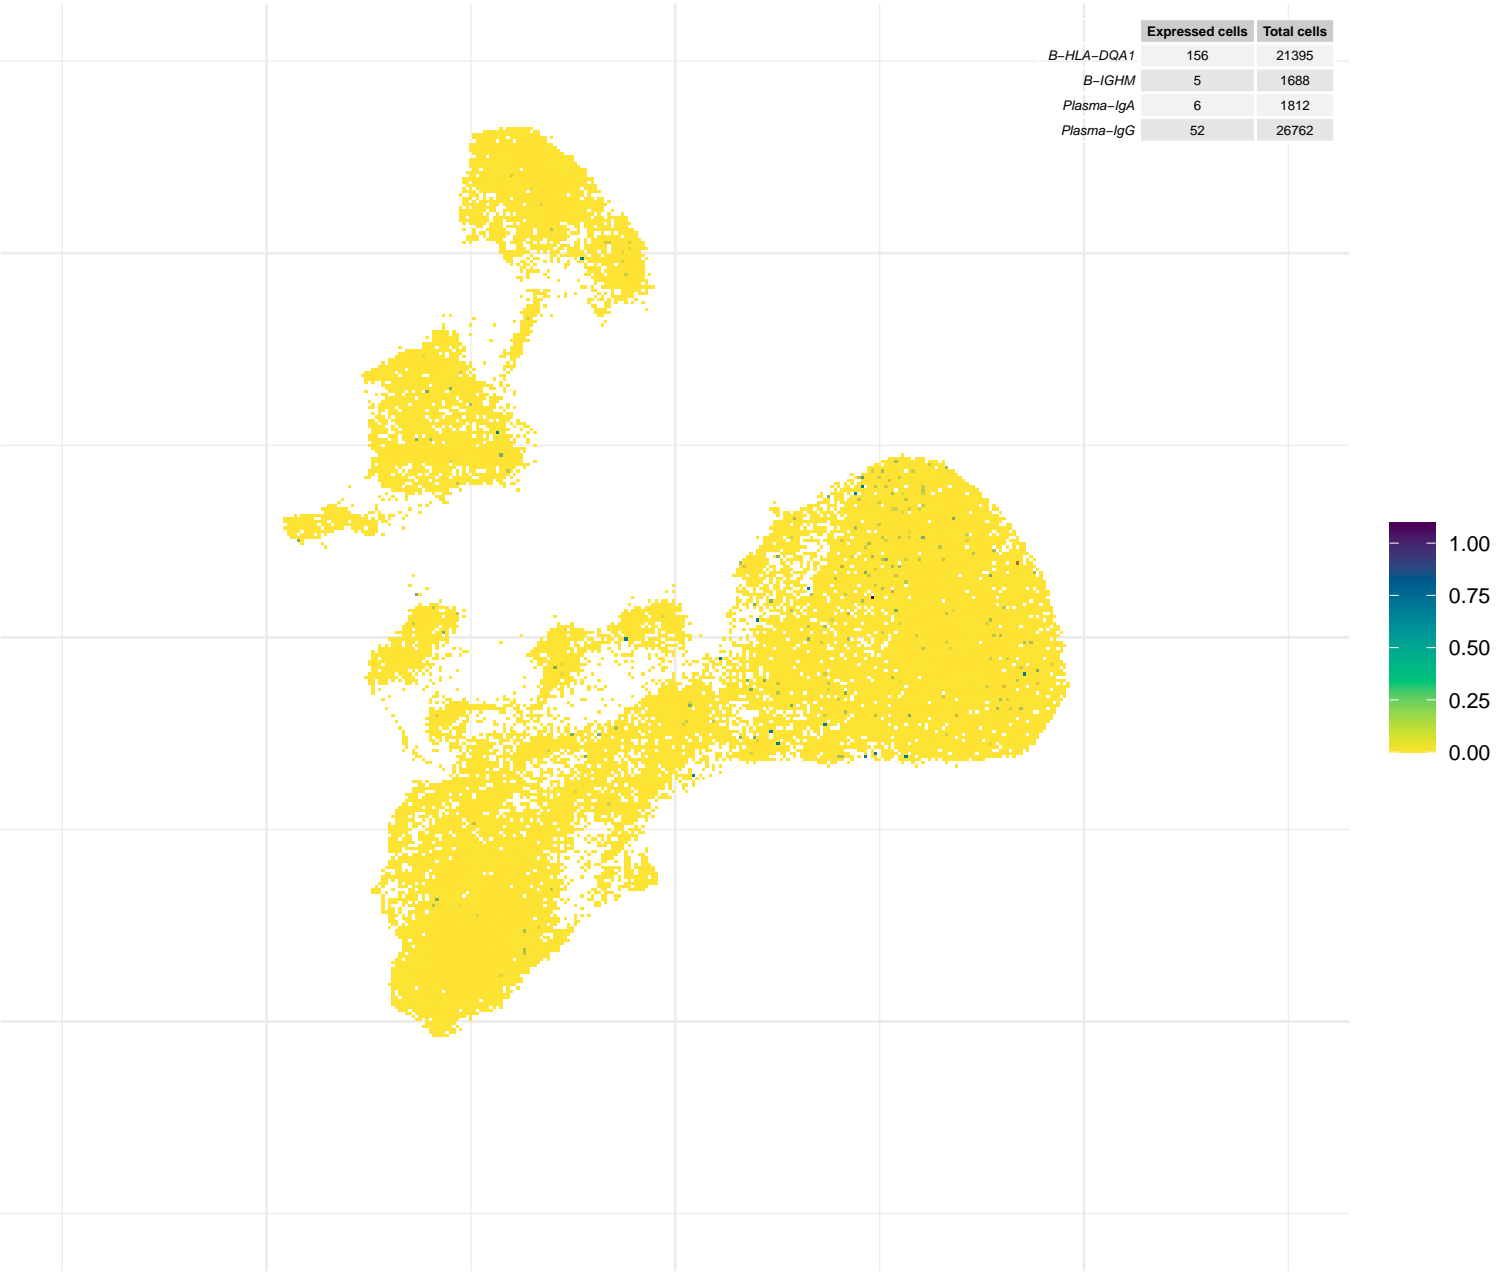 Expressed cells Total cells
B−HLA−DQA1 156 21395
B−IGHM 5 1688
Plasma−IgA 6 1812
Plasma−IgG 52 26762
1.00
0.75
0.50
0.25
0.00